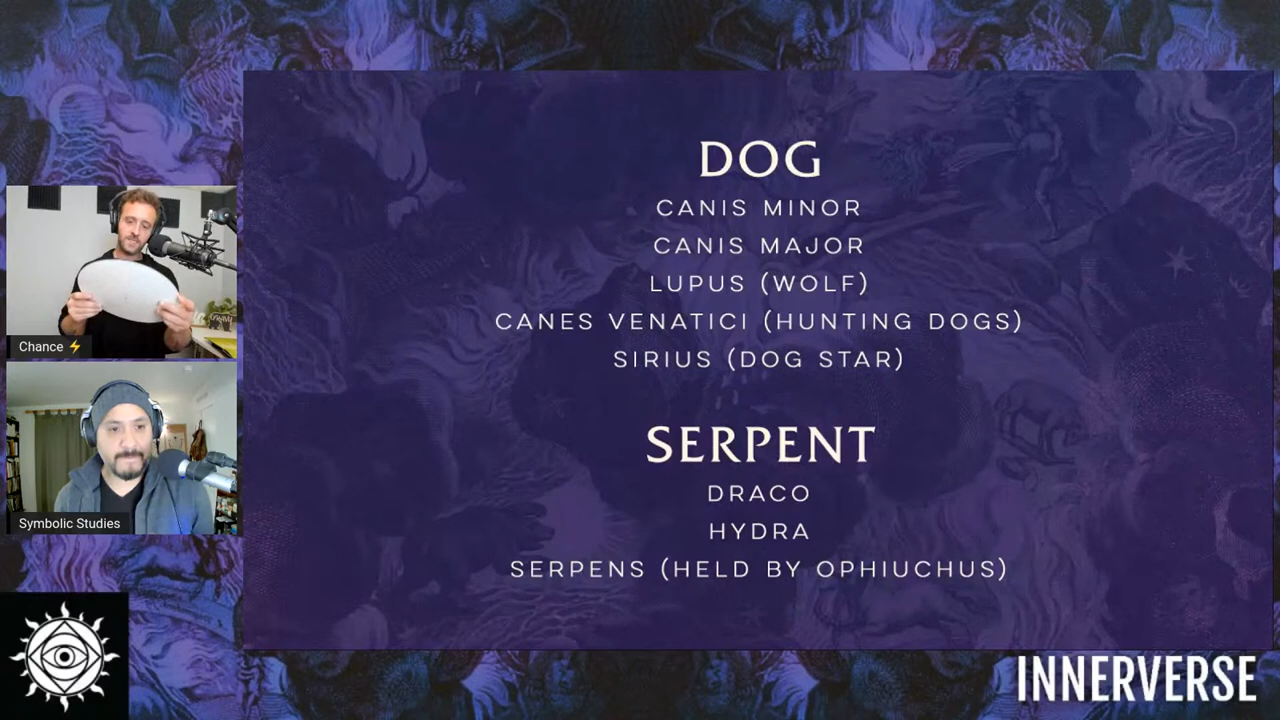 DOG
CANIS MINOR
CANIS MAJOR
LUPUS (WOLF)
CANES VENATICI (HUNTING DOGS)
SIRIUS (DOG STAR)
SERPENT
DRACO
HYDRA
SERPENS (HELD BY OPHIUCHUS)
Chance ⚡
Symbolic Studies
INNERVERSE